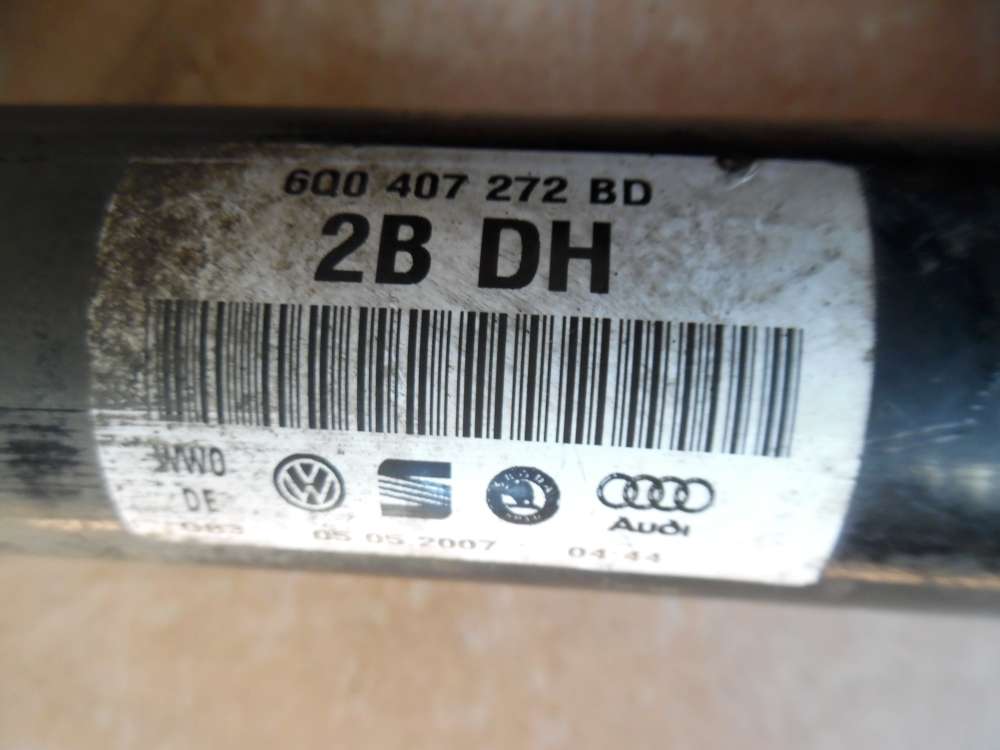 6Q0 407 272 BD
2B DH
WWO
DE
Audi
05 05 2007 04:44